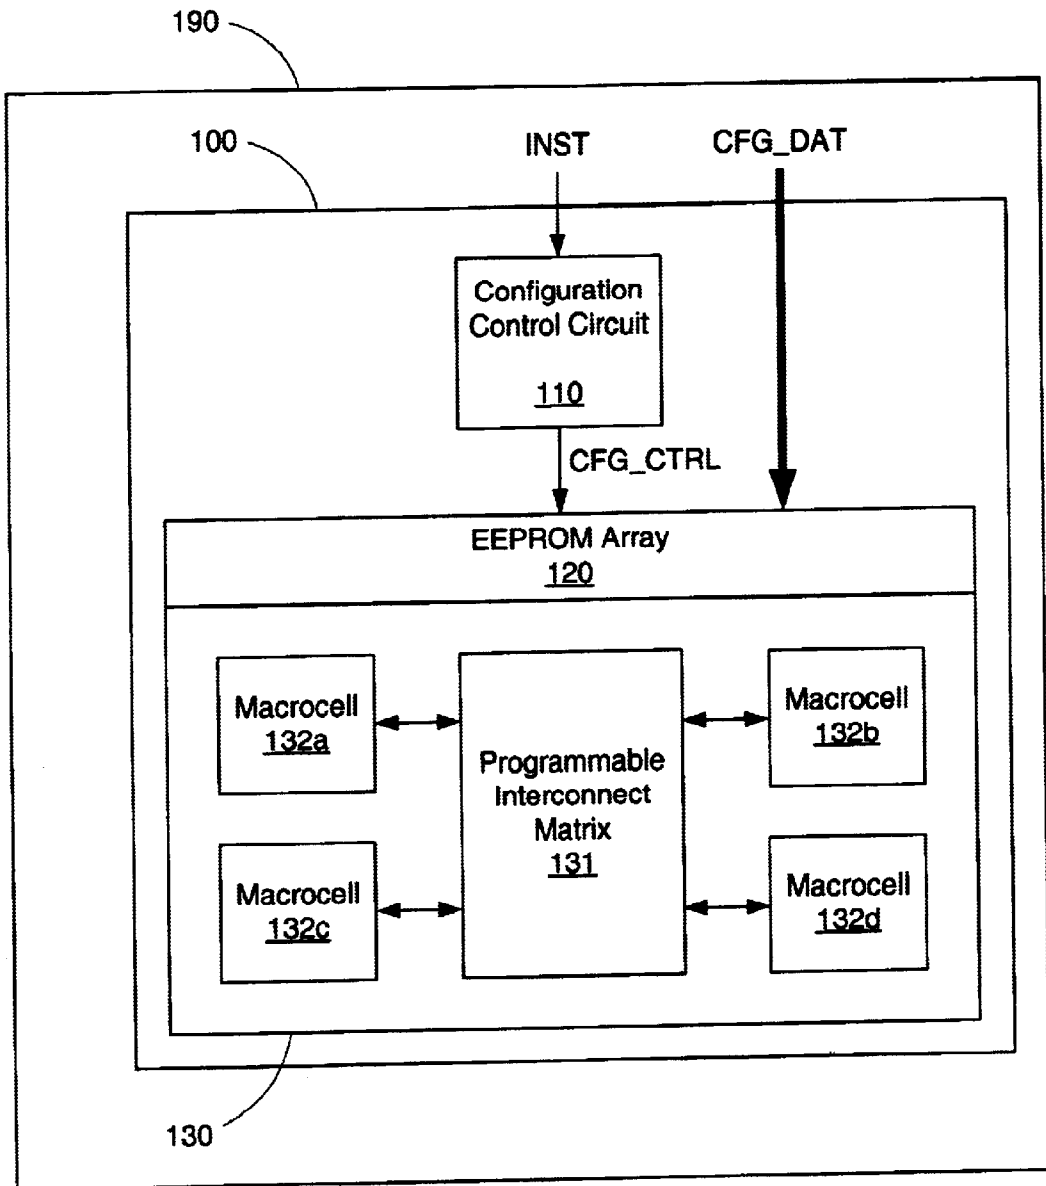 190
100
INST
CFG_DAT
Configuration
Control Circuit
110
CFG_CTRL
EEPROM Array
120
Macrocell
132a
Programmable
Interconnect
Matrix
131
Macrocell
132b
Macrocell
132c
Macrocell
132d
130